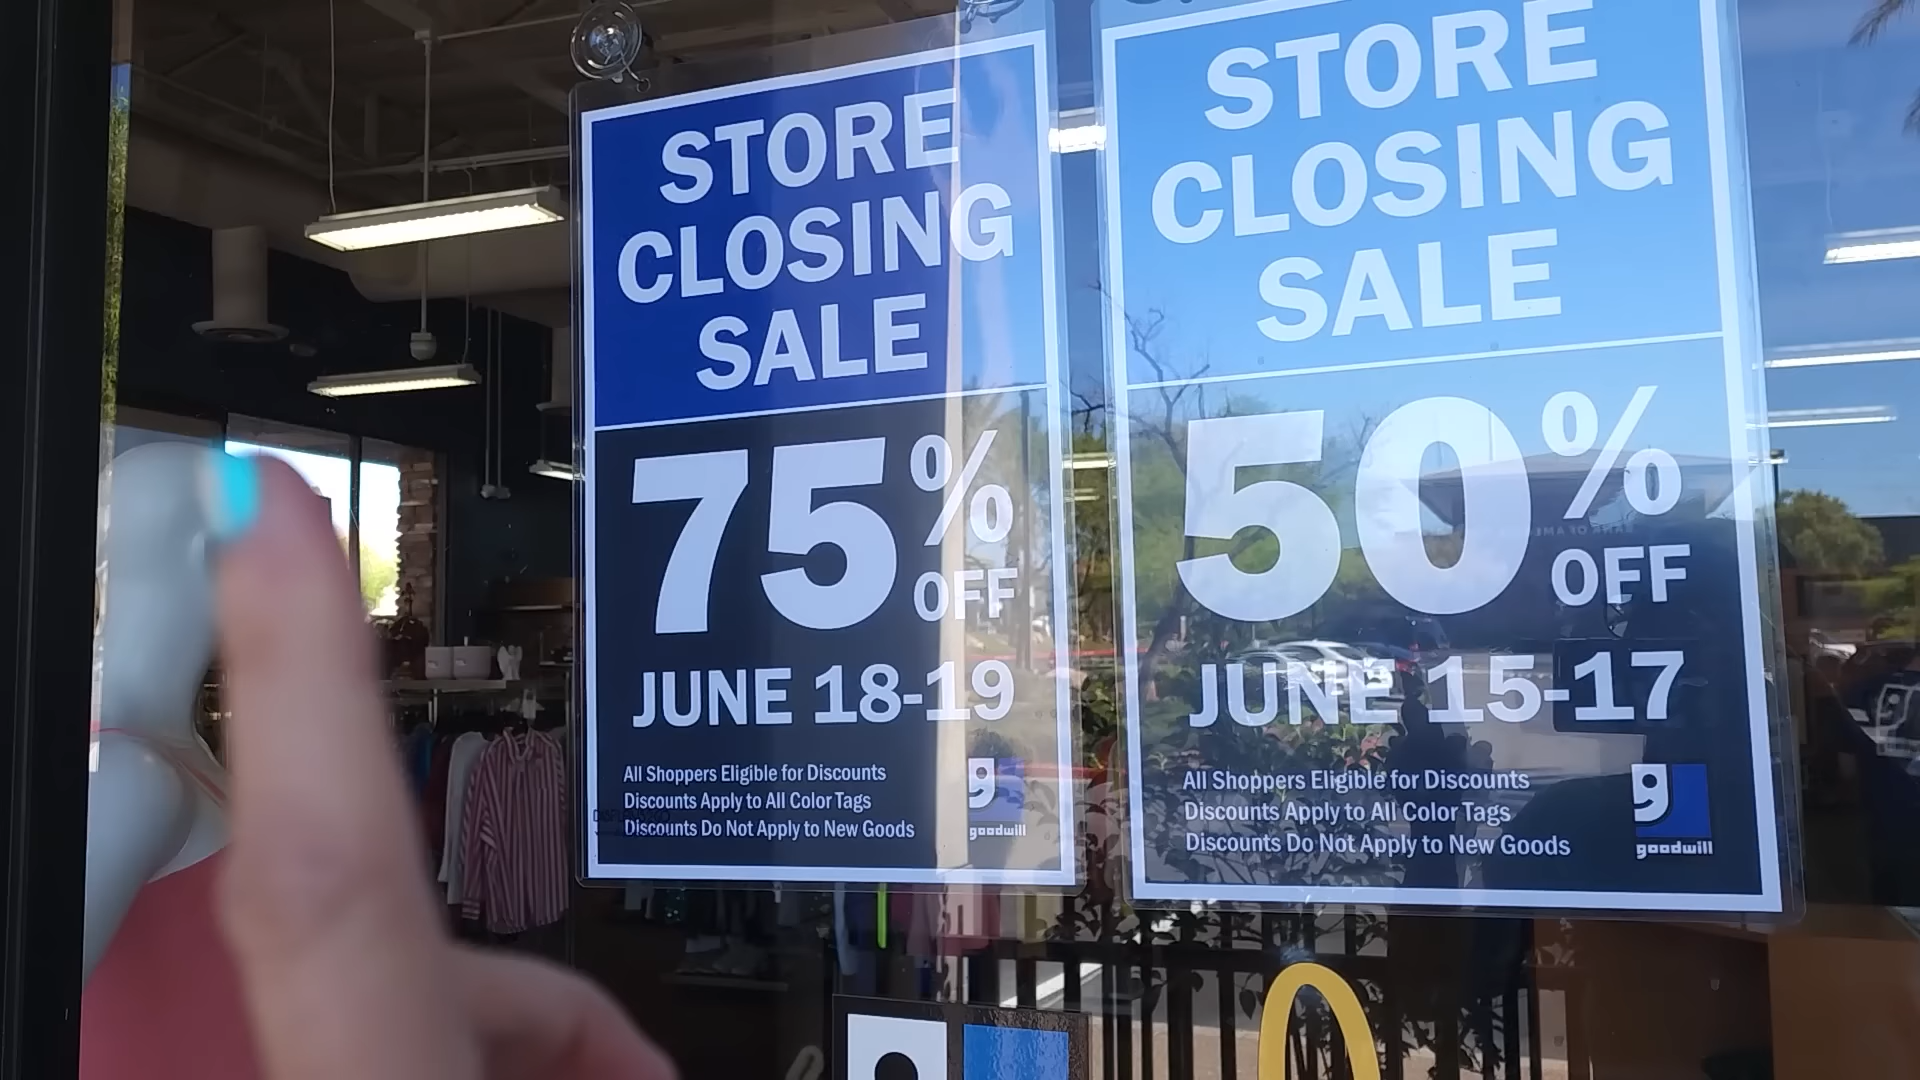 STORE
CLOSING
SALE
75%
OFF
JUNE 18-19
All Shoppers Eligible for Discounts
Discounts Apply to All Color Tags
Discounts Do Not Apply to New Goods
g
goodwill
STORE
CLOSING
SALE
50%
OFF
JUNE 15-17
All Shoppers Eligible for Discounts
Discounts Apply to All Color Tags
Discounts Do Not Apply to New Goods
g
goodwill